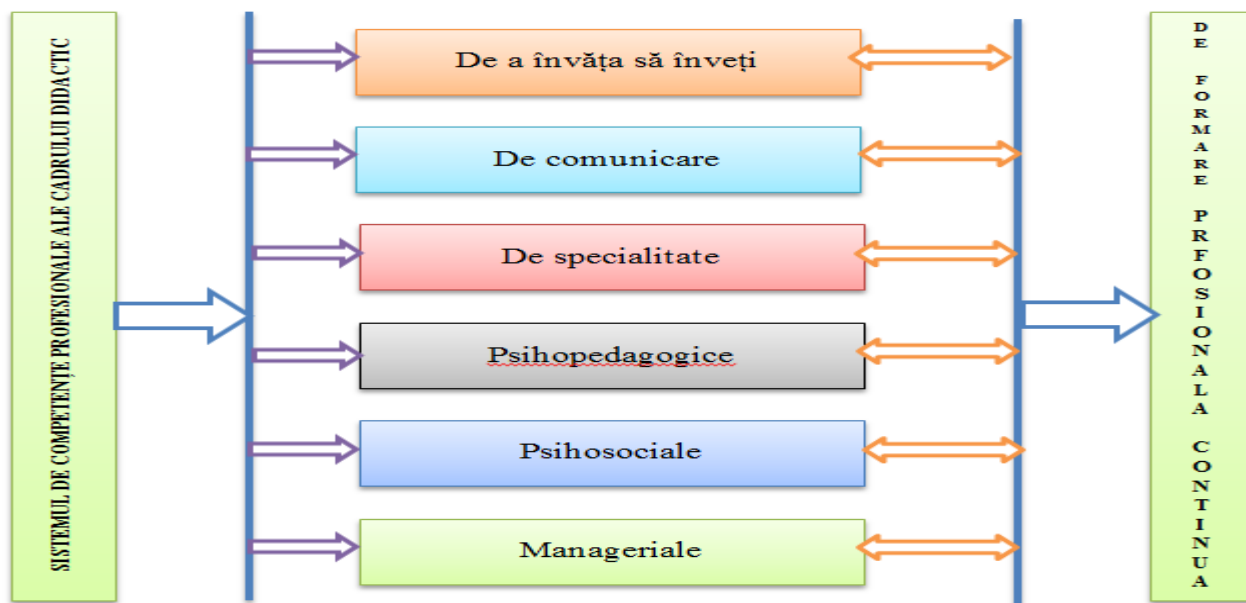 SISTEMUL DE COMPETENȚE PROFESIONALE ALE CADRULUI DIDACTIC
De a învăța să înveți
De comunicare
De specialitate
Psihopedagogice
Psihosociale
Manageriale
DE FORMARE PRFOSIONALA CONTINUA